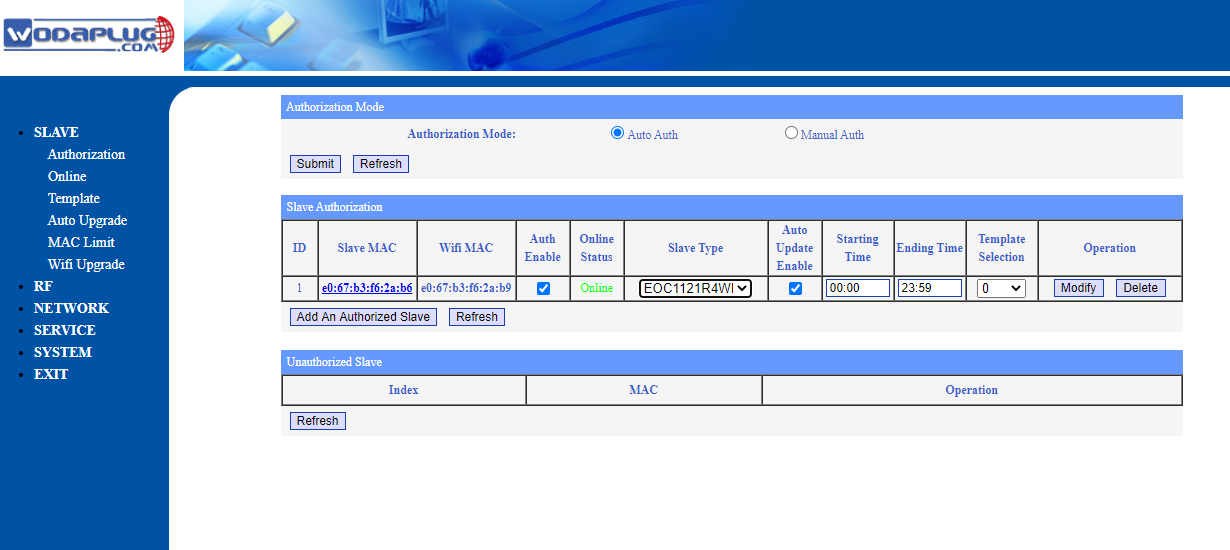 WODAPLUG
.COM
SLAVE
Authorization
Online
Template
Auto Upgrade
MAC Limit
Wifi Upgrade
RF
NETWORK
SERVICE
SYSTEM
EXIT
Authorization Mode
Authorization Mode: Auto Auth Manual Auth
Submit Refresh
Slave Authorization
ID Slave MAC Wifi MAC Auth Enable Online Status Slave Type Auto Update Enable Starting Time Ending Time Template Selection Operation
1 e0:67:b3:f6:2a:b6 e0:67:b3:f6:2a:b9 Online EOC1121R4WI 00:00 23:59 0 Modify Delete
Add An Authorized Slave Refresh
Unauthorized Slave
Index MAC Operation
Refresh